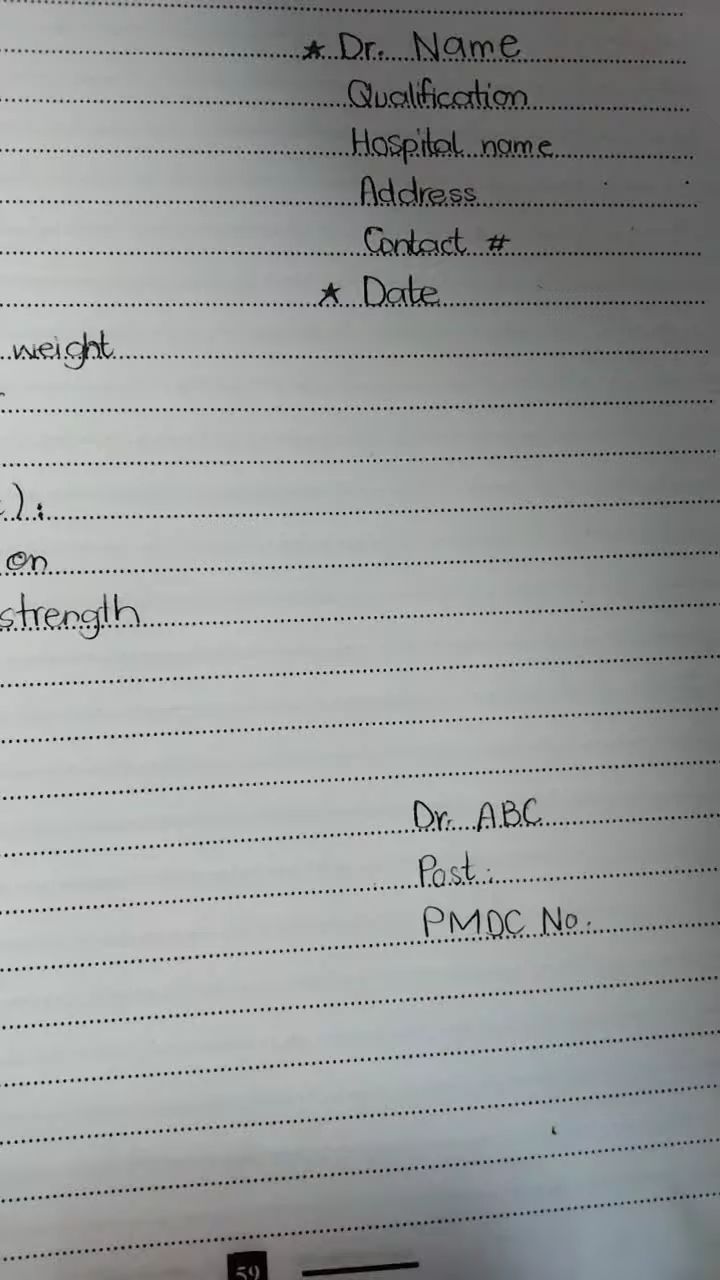 ★ Dr. Name
Qualification
Hospital name
Address
Contact #
★ Date
weight
):
on
strength
Dr. ABC
Post:
PMDC No:
59